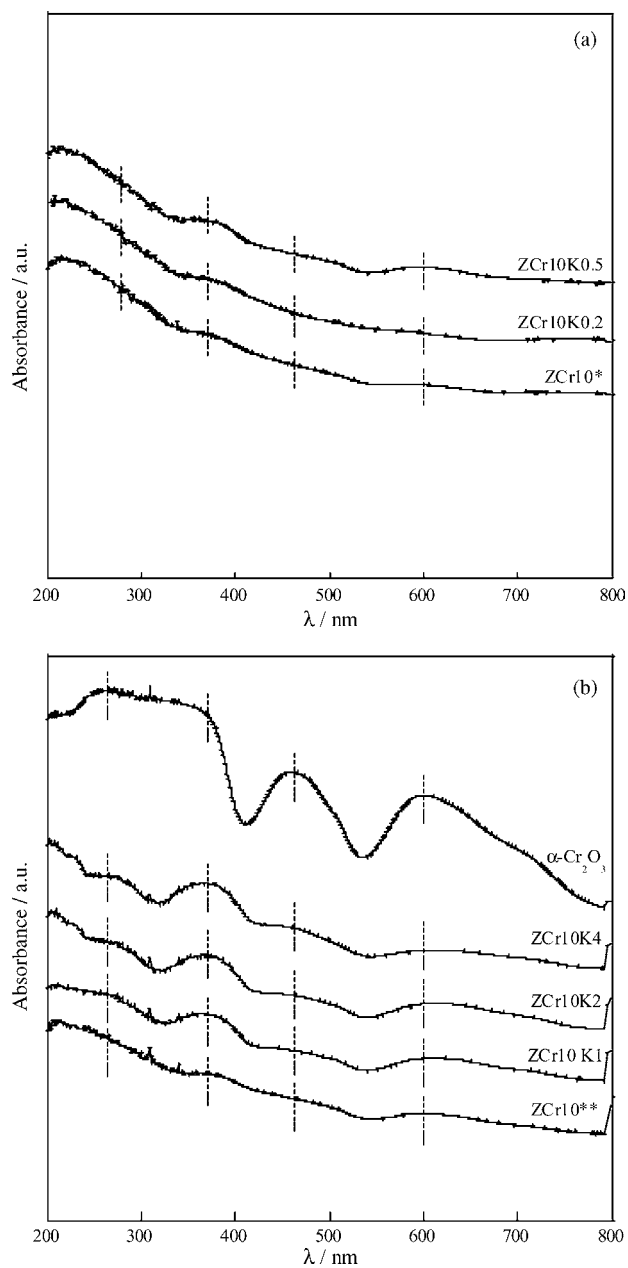 (a)
Absorbance / a.u.
ZCr10K0.5
ZCr10K0.2
ZCr10*
200 300 400 500 600 700 800
λ / nm
(b)
Absorbance / a.u.
α-Cr₂O₃
ZCr10K4
ZCr10K2
ZCr10 K1
ZCr10**
200 300 400 500 600 700 800
λ / nm